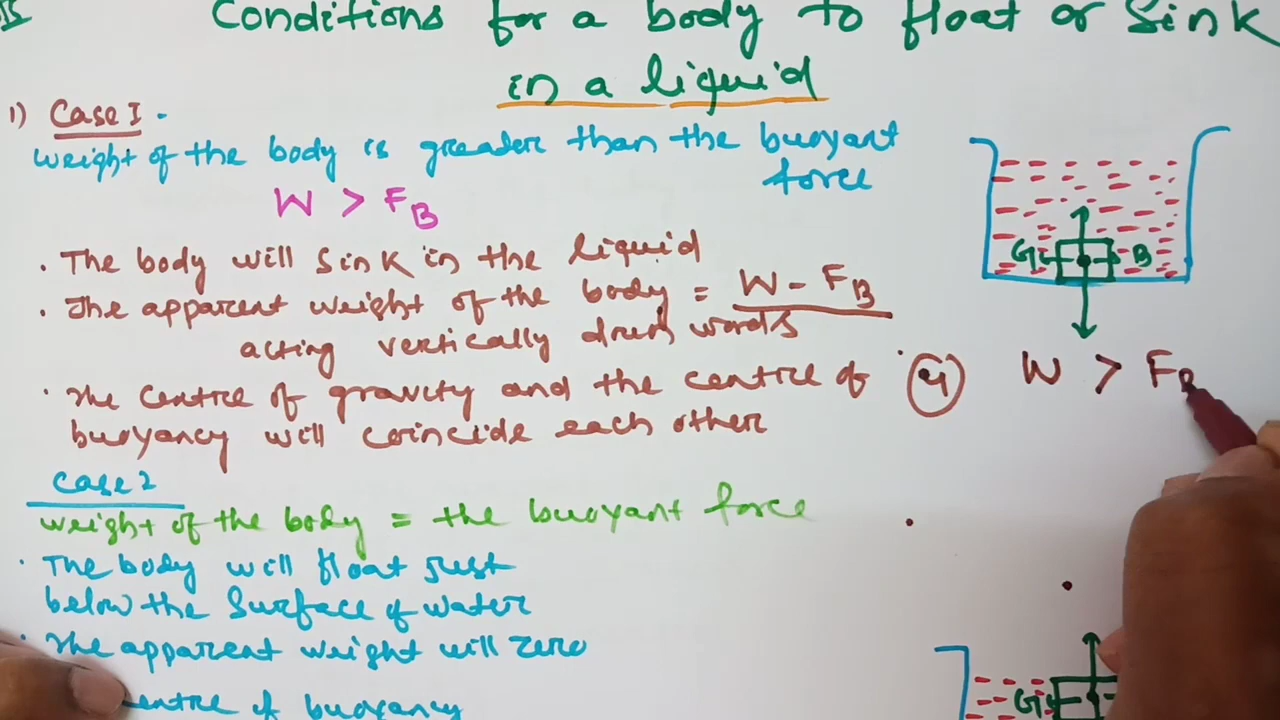 Conditions for a body to float or Sink
in a liquid
1) Case I.
weight of the body is greater than the buoyant
force
W > FB
. The body will Sink in the liquid
. The apparent weight of the body = W - FB
acting vertically down words
. The centre of gravity and the centre of
buoyancy will coincide each other
G B
W > FB
Case 2
weight of the body = the buoyant force
. The body will float just
below the Surface of water
. The apparent weight will zero
entre of buoyancy
G